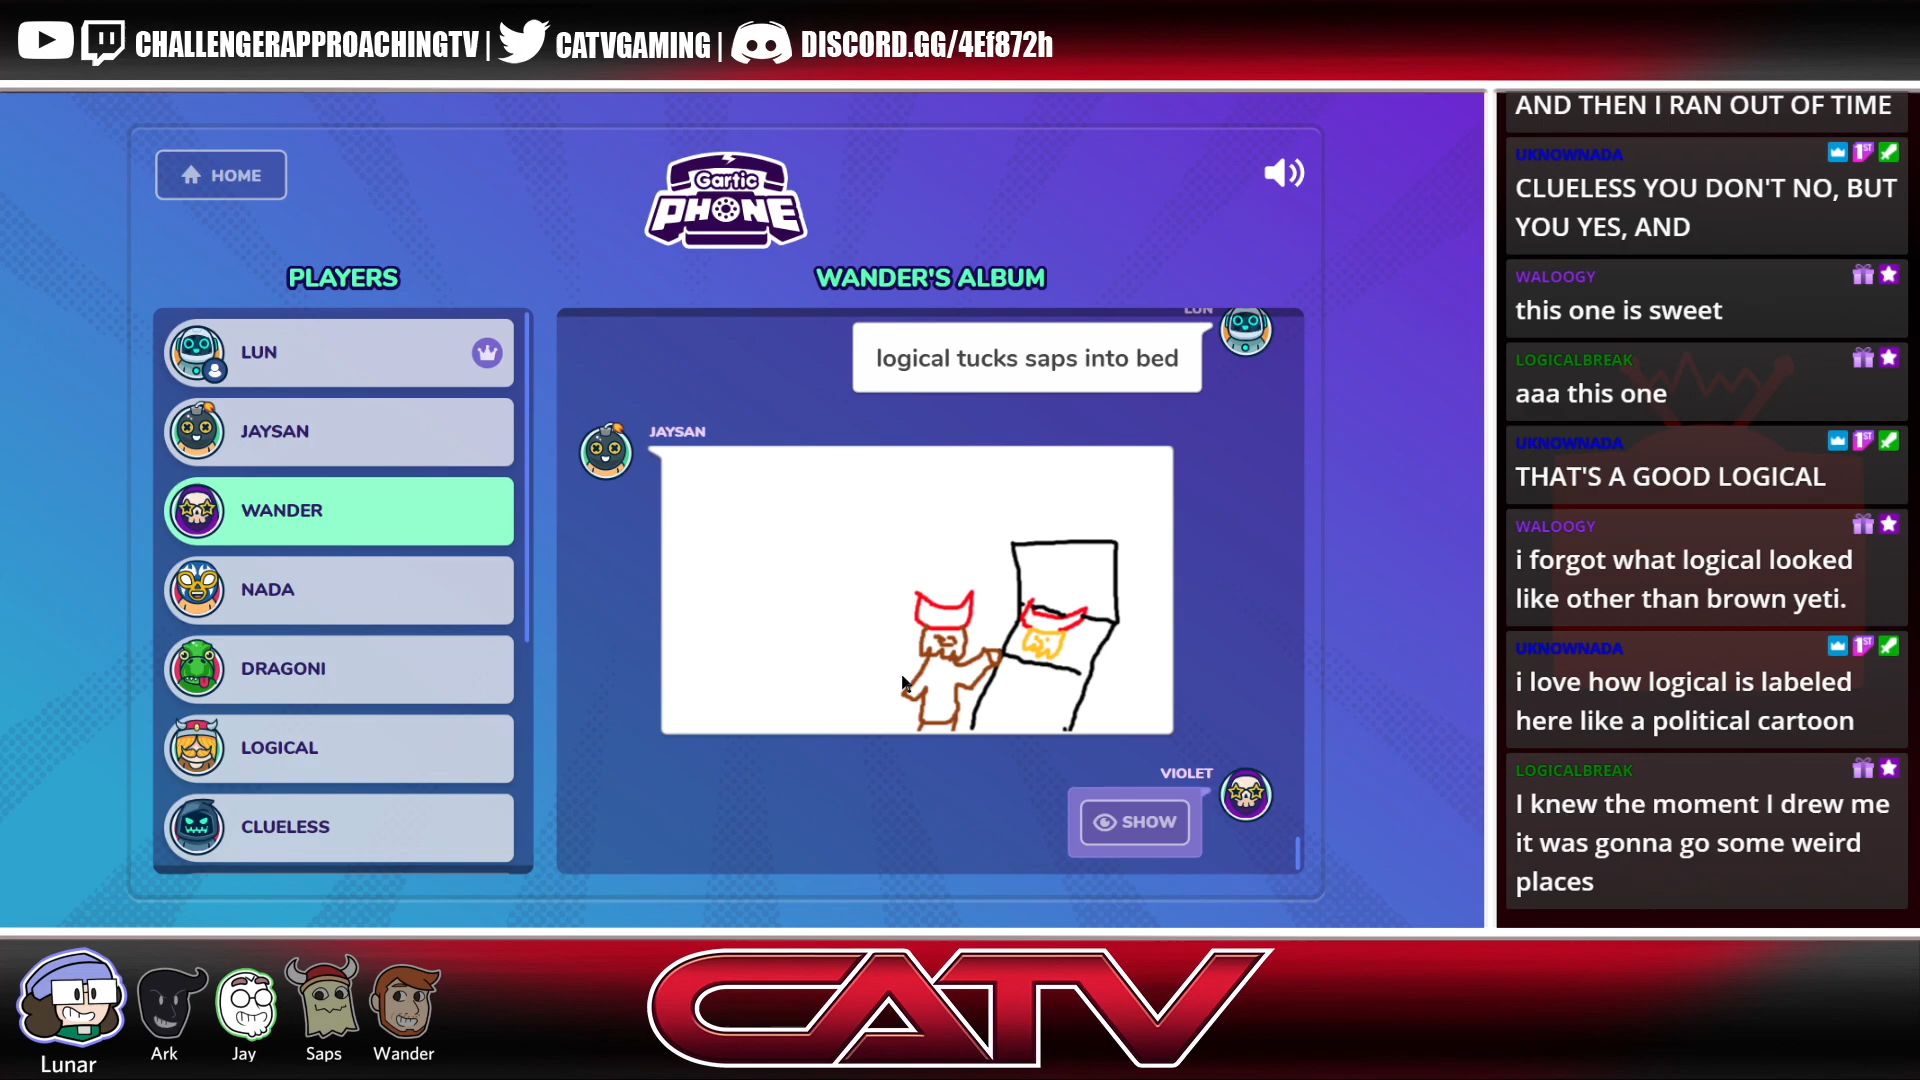 CHALLENGERAPPROACHINGTV | CATVGAMING | DISCORD.GG/4Ef872h
HOME
Gartic
PHONE
PLAYERS
LUN
JAYSAN
WANDER
NADA
DRAGONI
LOGICAL
CLUELESS
WANDER'S ALBUM
LUN
logical tucks saps into bed
JAYSAN
VIOLET
SHOW
AND THEN I RAN OUT OF TIME
UKNOWNADA
1ST
CLUELESS YOU DON'T NO, BUT
YOU YES, AND
WALOOGY
this one is sweet
LOGICALBREAK
aaa this one
UKNOWNADA
1ST
THAT'S A GOOD LOGICAL
WALOOGY
i forgot what logical looked
like other than brown yeti.
UKNOWNADA
1ST
i love how logical is labeled
here like a political cartoon
LOGICALBREAK
I knew the moment I drew me
it was gonna go some weird
places
Lunar
Ark
Jay
Saps
Wander
CATV